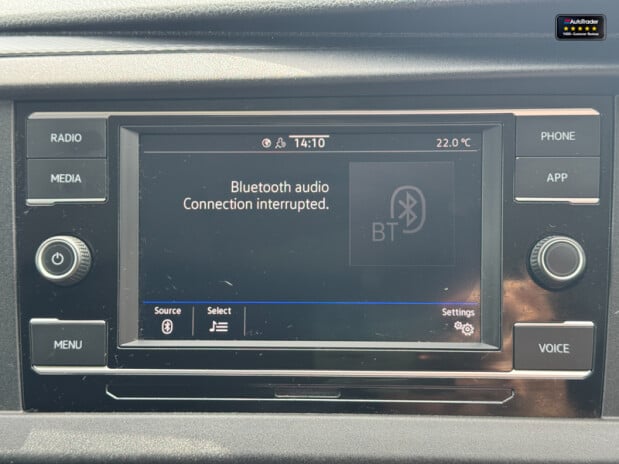 AutoTrader
RADIO
MEDIA
MENU
14:10
22.0 °C
Bluetooth audio
Connection interrupted.
BT
Source
Select
Settings
PHONE
APP
VOICE